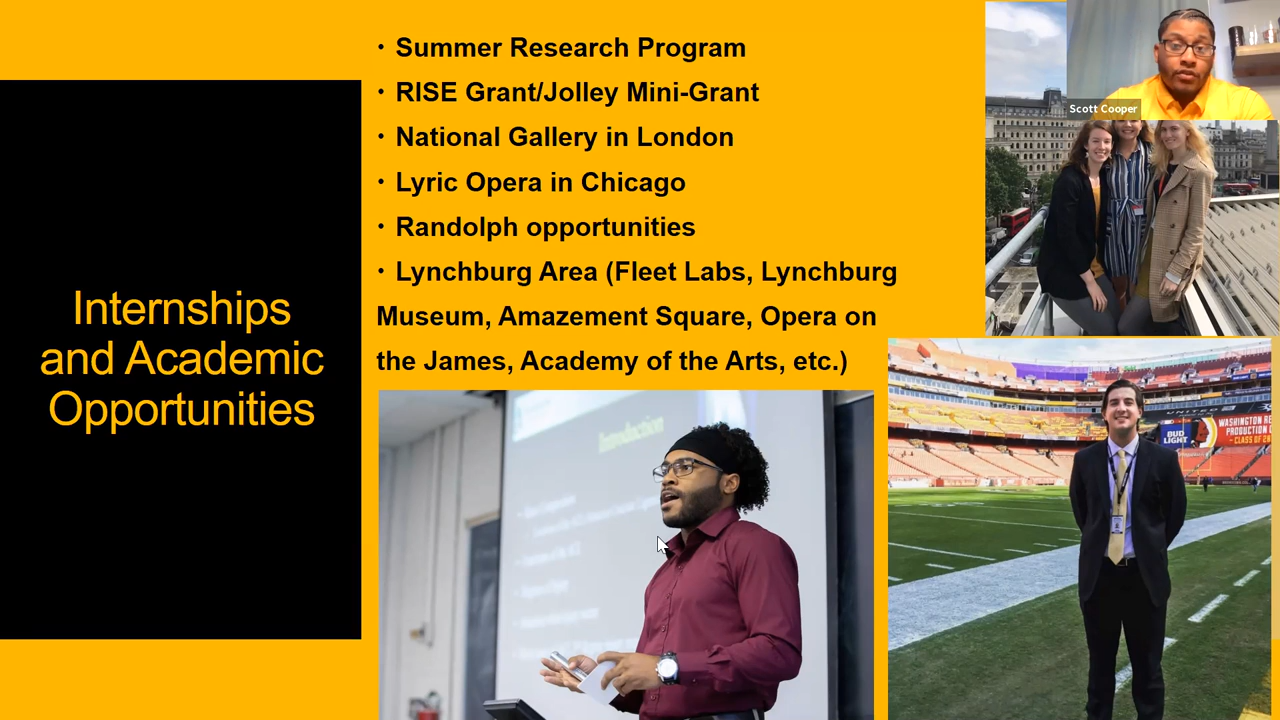 Internships
and Academic
Opportunities
• Summer Research Program
• RISE Grant/Jolley Mini-Grant
• National Gallery in London
• Lyric Opera in Chicago
• Randolph opportunities
• Lynchburg Area (Fleet Labs, Lynchburg
Museum, Amazement Square, Opera on
the James, Academy of the Arts, etc.)
Scott Cooper
Introduction
UNITED
BUD
LIGHT
WASHINGTON RE
PRODUCTION
CLASS OF 2